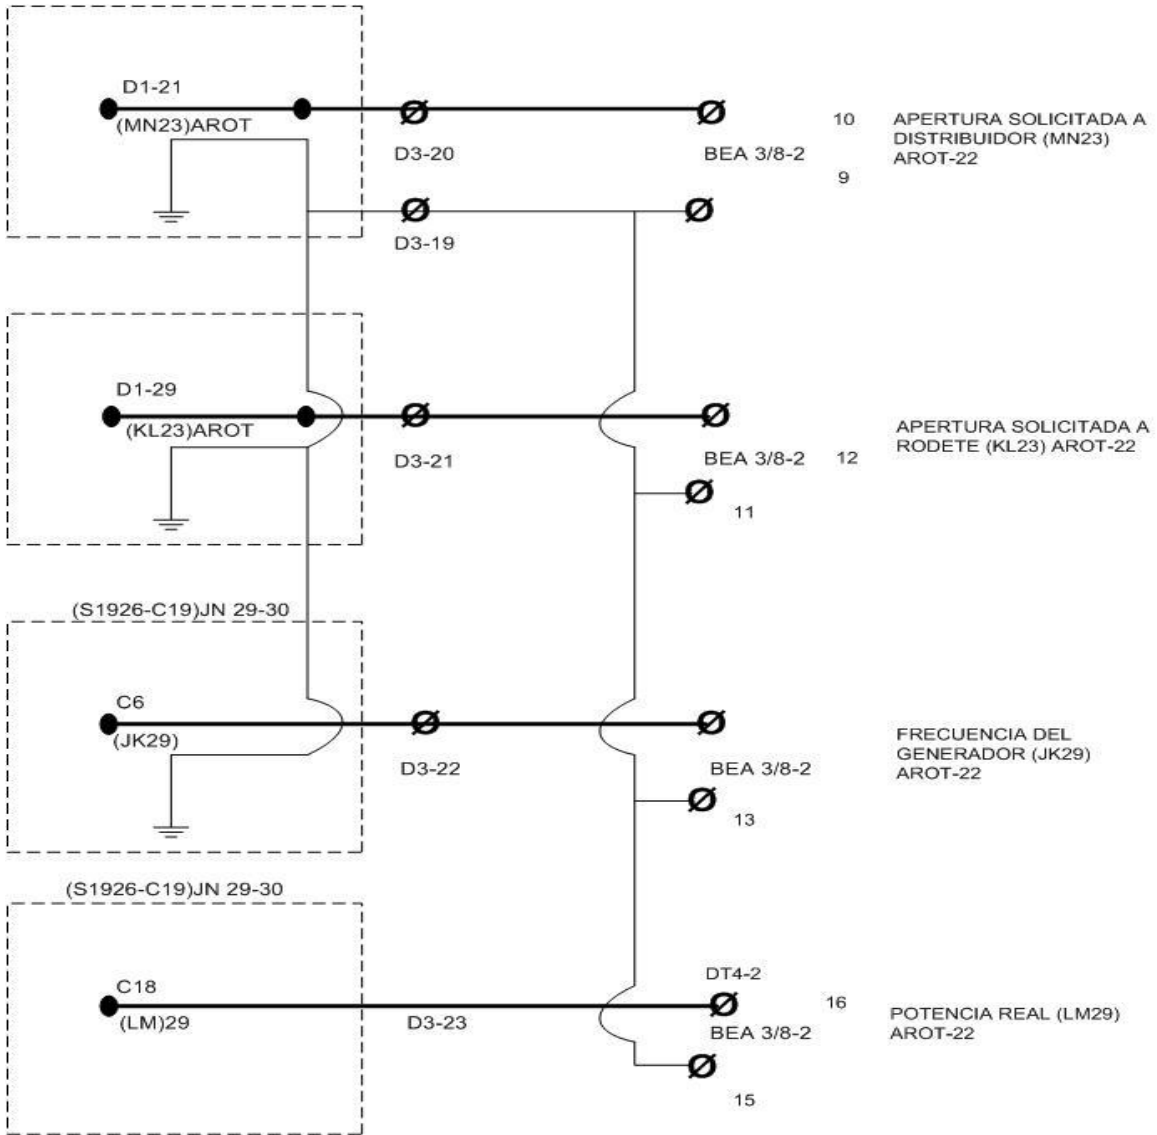 D1-21
(MN23)AROT
D3-20
BEA 3/8-2
10
APERTURA SOLICITADA A
DISTRIBUIDOR (MN23)
AROT-22
9
D3-19
D1-29
(KL23)AROT
D3-21
BEA 3/8-2
12
APERTURA SOLICITADA A
RODETE (KL23) AROT-22
11
(S1926-C19)JN 29-30
C6
(JK29)
D3-22
BEA 3/8-2
FRECUENCIA DEL
GENERADOR (JK29)
AROT-22
13
(S1926-C19)JN 29-30
C18
(LM)29
D3-23
DT4-2
BEA 3/8-2
16
POTENCIA REAL (LM29)
AROT-22
15